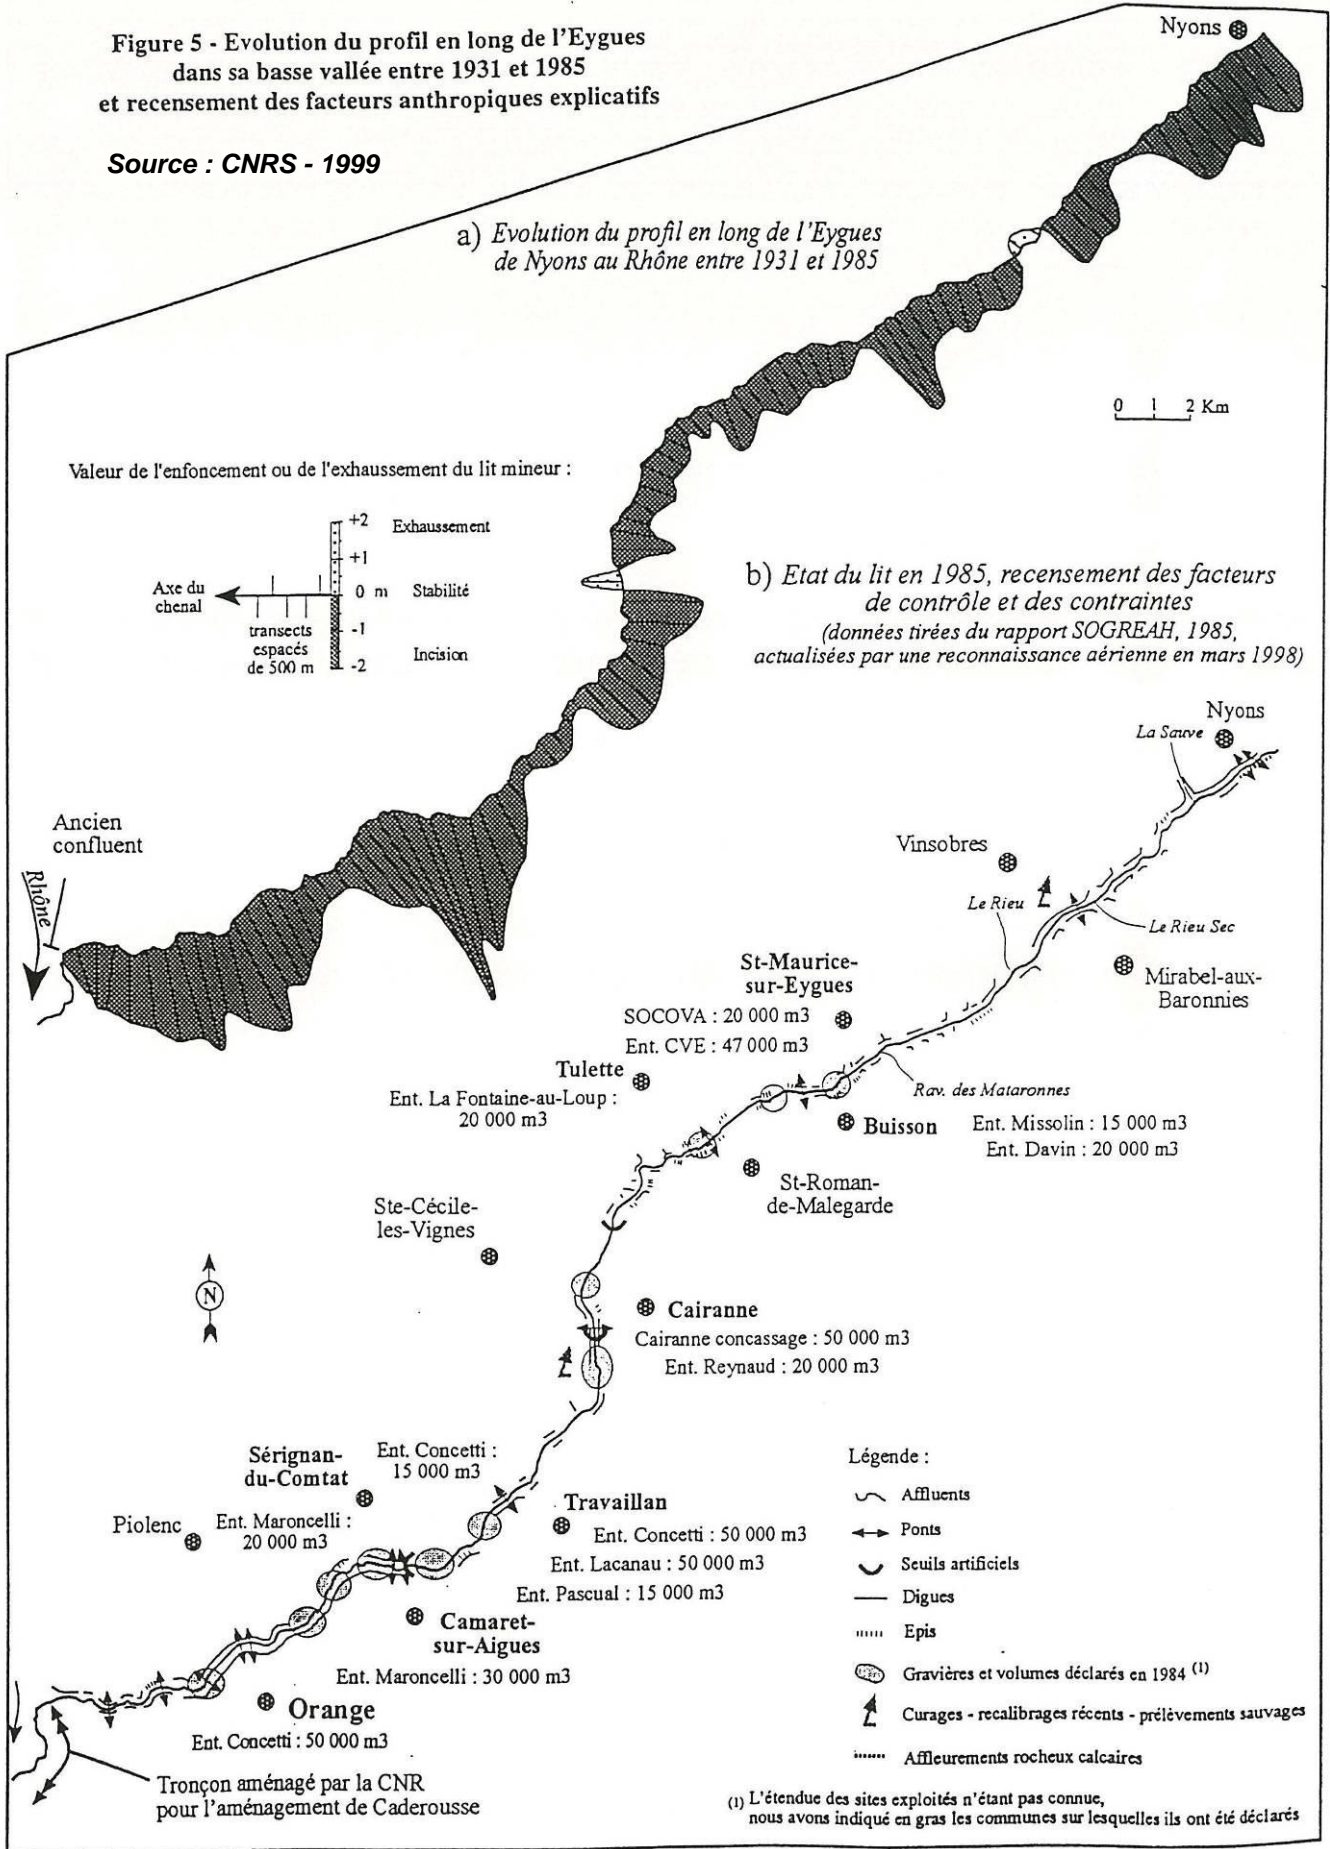 Figure 5 - Evolution du profil en long de l'Eygues
dans sa basse vallée entre 1931 et 1985
et recensement des facteurs anthropiques explicatifs
Source : CNRS - 1999
Nyons
a) Evolution du profil en long de l'Eygues
de Nyons au Rhône entre 1931 et 1985
0 1 2 Km
Valeur de l'enfoncement ou de l'exhaussement du lit mineur :
+2 Exhaussement
+1
Axe du
chenal
0 m Stabilité
transects
espacés
de 500 m
-1
Incision
-2
b) Etat du lit en 1985, recensement des facteurs
de contrôle et des contraintes
(données tirées du rapport SOGREAH, 1985,
actualisées par une reconnaissance aérienne en mars 1998)
Ancien
confluent
Rhône
Nyons
La Sauve
Vinsobres
Le Rieu
Le Rieu Sec
Mirabel-aux-
Baronnies
St-Maurice-
sur-Eygues
SOCOVA : 20 000 m3
Ent. CVE : 47 000 m3
Tulette
Ent. La Fontaine-au-Loup :
20 000 m3
Rav. des Mataronnes
Buisson
Ent. Missolin : 15 000 m3
Ent. Davin : 20 000 m3
St-Roman-
de-Malegarde
Ste-Cécile-
les-Vignes
N
Cairanne
Cairanne concassage : 50 000 m3
Ent. Reynaud : 20 000 m3
Sérignan-
du-Comtat
Ent. Concetti :
15 000 m3
Piolenc
Ent. Maroncelli :
20 000 m3
Travaillan
Ent. Concetti : 50 000 m3
Ent. Lacanau : 50 000 m3
Ent. Pascual : 15 000 m3
Camaret-
sur-Aigues
Ent. Maroncelli : 30 000 m3
Orange
Ent. Concetti : 50 000 m3
Tronçon aménagé par la CNR
pour l'aménagement de Caderousse
Légende :
Affluents
Ponts
Seuils artificiels
Digues
Epis
Gravières et volumes déclarés en 1984 (1)
Curages - recalibrages récents - prélèvements sauvages
Affleurements rocheux calcaires
(1) L'étendue des sites exploités n'étant pas connue,
nous avons indiqué en gras les communes sur lesquelles ils ont été déclarés